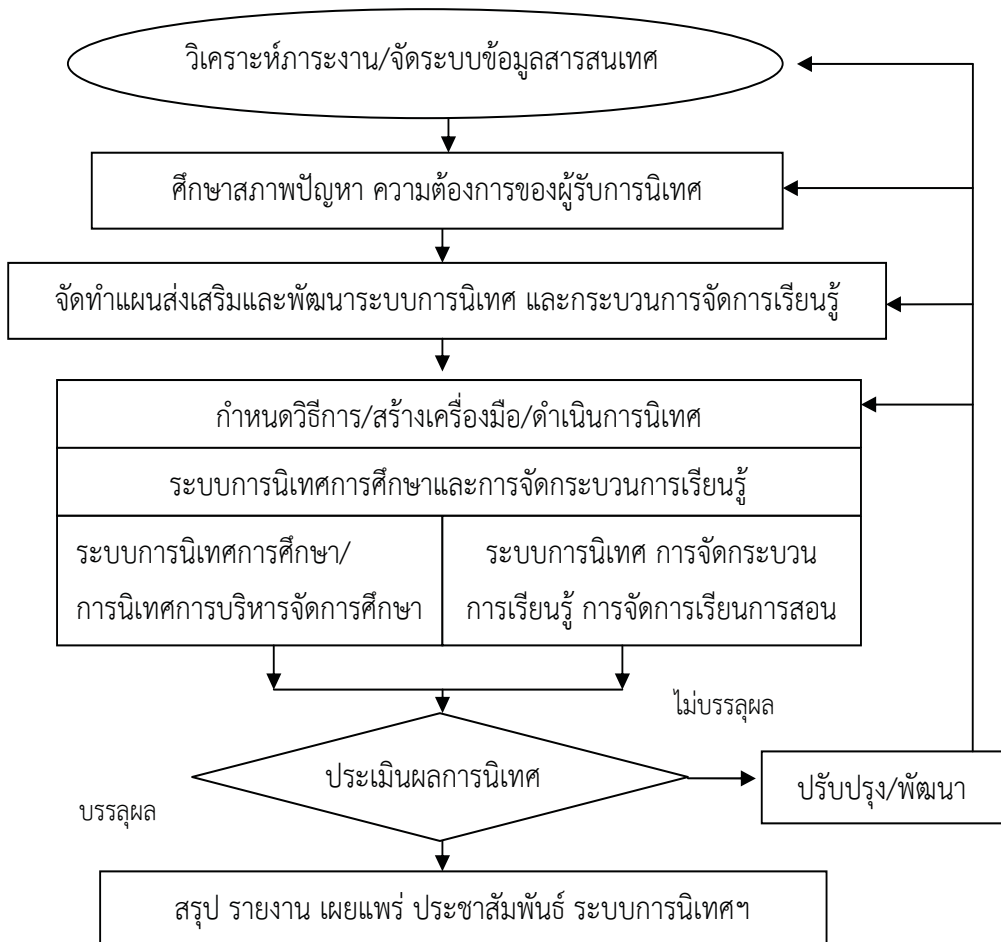 วิเคราะห์ภาระงาน/จัดระบบข้อมูลสารสนเทศ
ศึกษาสภาพปัญหา ความต้องการของผู้รับการนิเทศ
จัดทำแผนส่งเสริมและพัฒนาระบบการนิเทศ และกระบวนการจัดการเรียนรู้
กำหนดวิธีการ/สร้างเครื่องมือ/ดำเนินการนิเทศ
ระบบการนิเทศการศึกษาและการจัดกระบวนการเรียนรู้
ระบบการนิเทศการศึกษา/
การนิเทศการบริหารจัดการศึกษา
ระบบการนิเทศ การจัดกระบวน
การเรียนรู้ การจัดการเรียนการสอน
ไม่บรรลุผล
ประเมินผลการนิเทศ
ปรับปรุง/พัฒนา
บรรลุผล
สรุป รายงาน เผยแพร่ ประชาสัมพันธ์ ระบบการนิเทศฯ